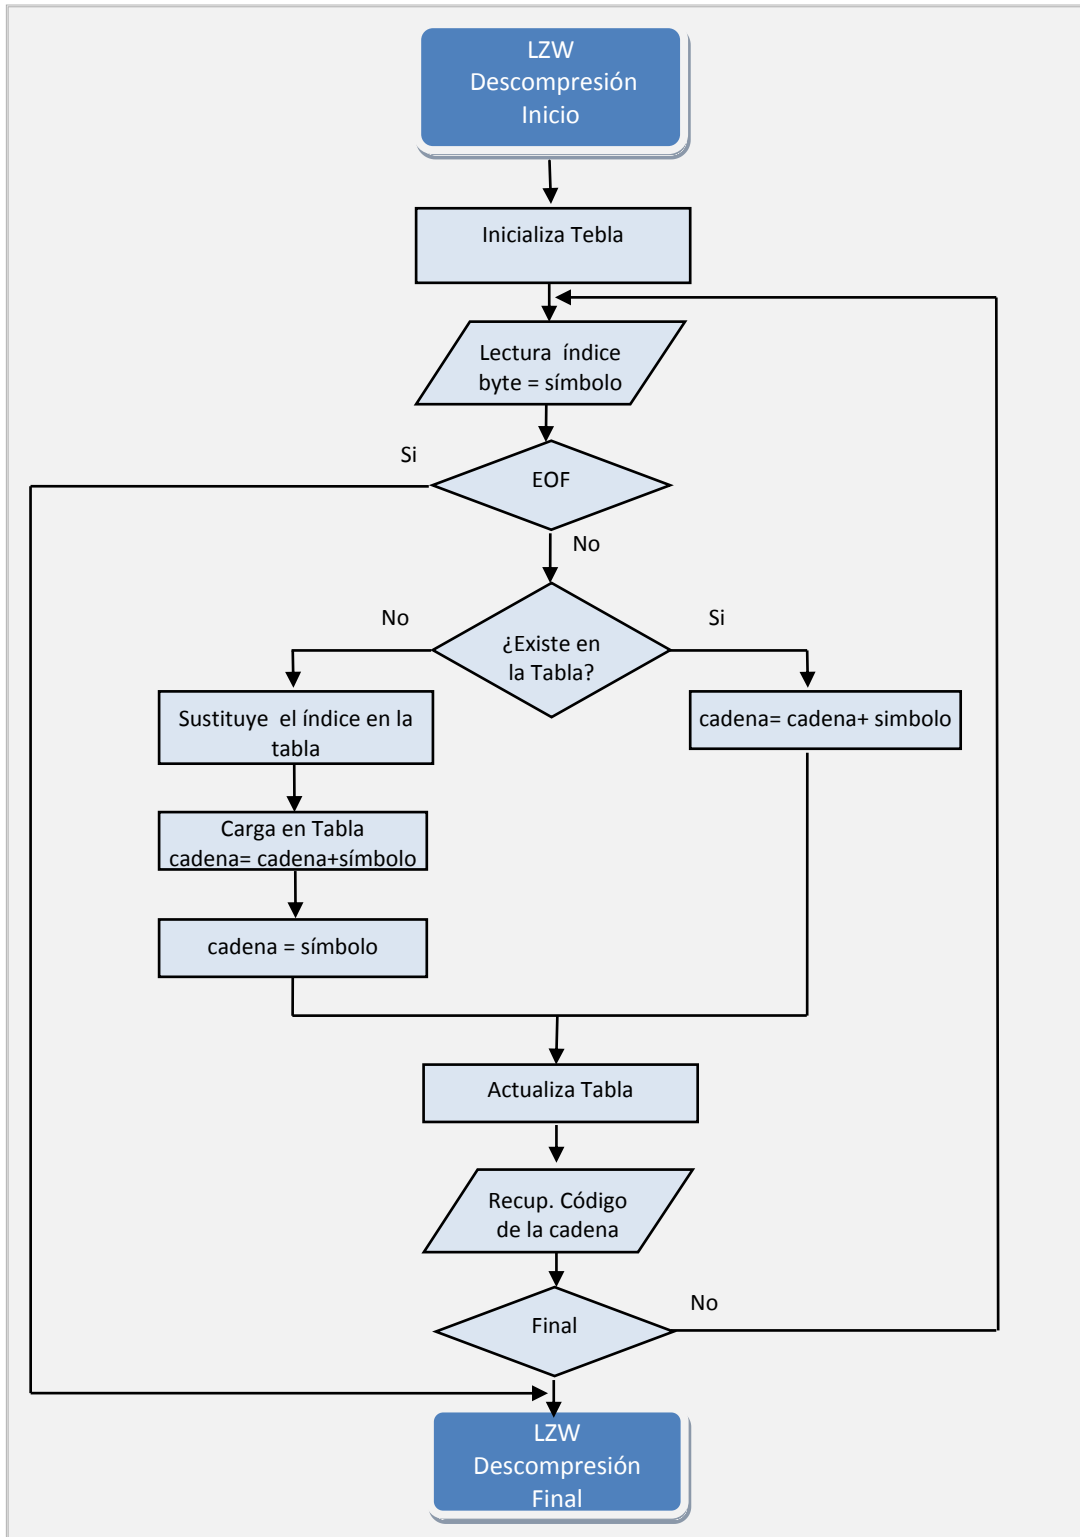 LZW
Descompresión
Inicio
Inicializa Tebla
Lectura índice
byte = símbolo
Si
EOF
No
No
Si
¿Existe en
la Tabla?
Sustituye el índice en la
tabla
cadena= cadena+ simbolo
Carga en Tabla
cadena= cadena+símbolo
cadena = símbolo
Actualiza Tabla
Recup. Código
de la cadena
No
Final
LZW
Descompresión
Final